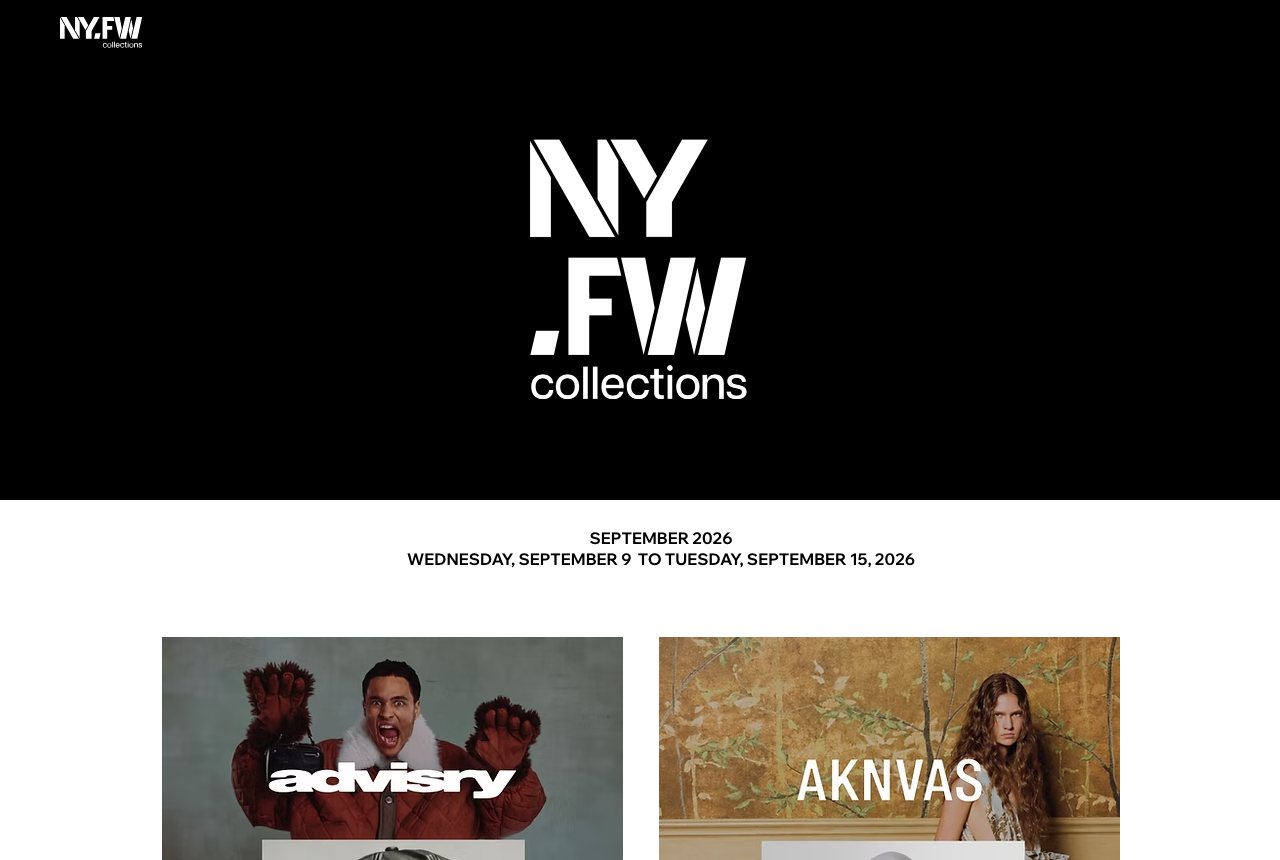 NY.FW
collections
NY
.FW
collections
SEPTEMBER 2026
WEDNESDAY, SEPTEMBER 9 TO TUESDAY, SEPTEMBER 15, 2026
advisry
AKNVAS